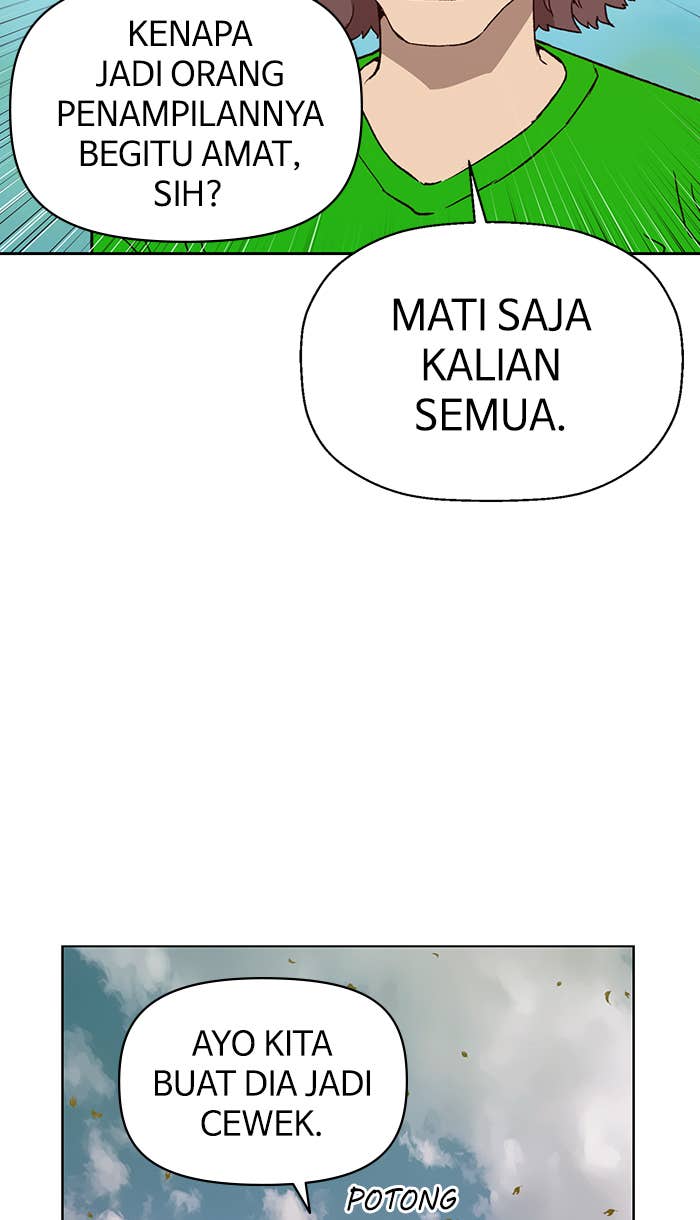 KENAPA
JADI ORANG
PENAMPILANNYA
BEGITU AMAT,
SIH?
MATI SAJA
KALIAN
SEMUA.
AYO KITA
BUAT DIA JADI
CEWEK.
POTONG